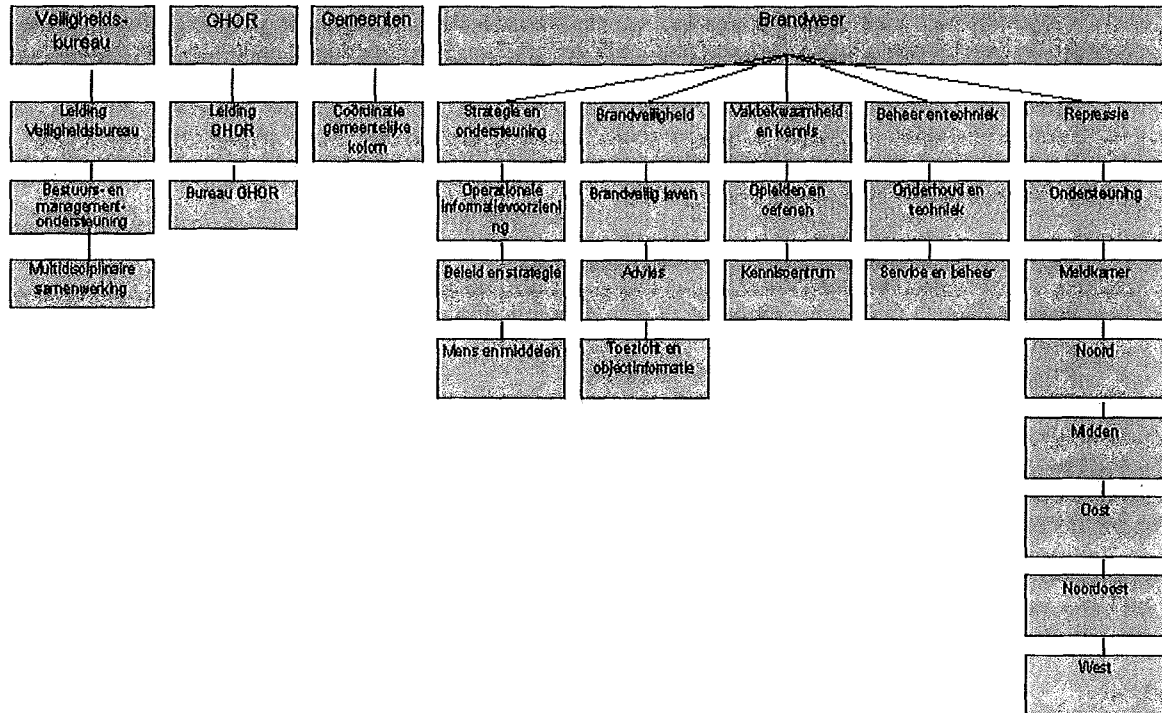 Veiligheids-
bureau
GHOR
Gemeenten
Brandweer
Leiding
Veiligheidsbureau
Leiding
GHOR
Coördinatie
gemeentelijke
kolom
Strategie en
ondersteuning
Brandveiligheid
Vakbekwaamheid
en kennis
Beheer en techniek
Repressie
Bestuurs- en
management-
ondersteuning
Bureau GHOR
Operationele
informatievoorzieni
ng
Brandveilig leven
Opleiden en
oefenen
Onderhoud en
techniek
Ondersteuning
Multidisciplinaire
samenwerking
Beleid en strategie
Advies
Kenniscentrum
Service en beheer
Meldkamer
Mens en middelen
Toezicht en
objectinformatie
Noord
Midden
Oost
Noordoost
West